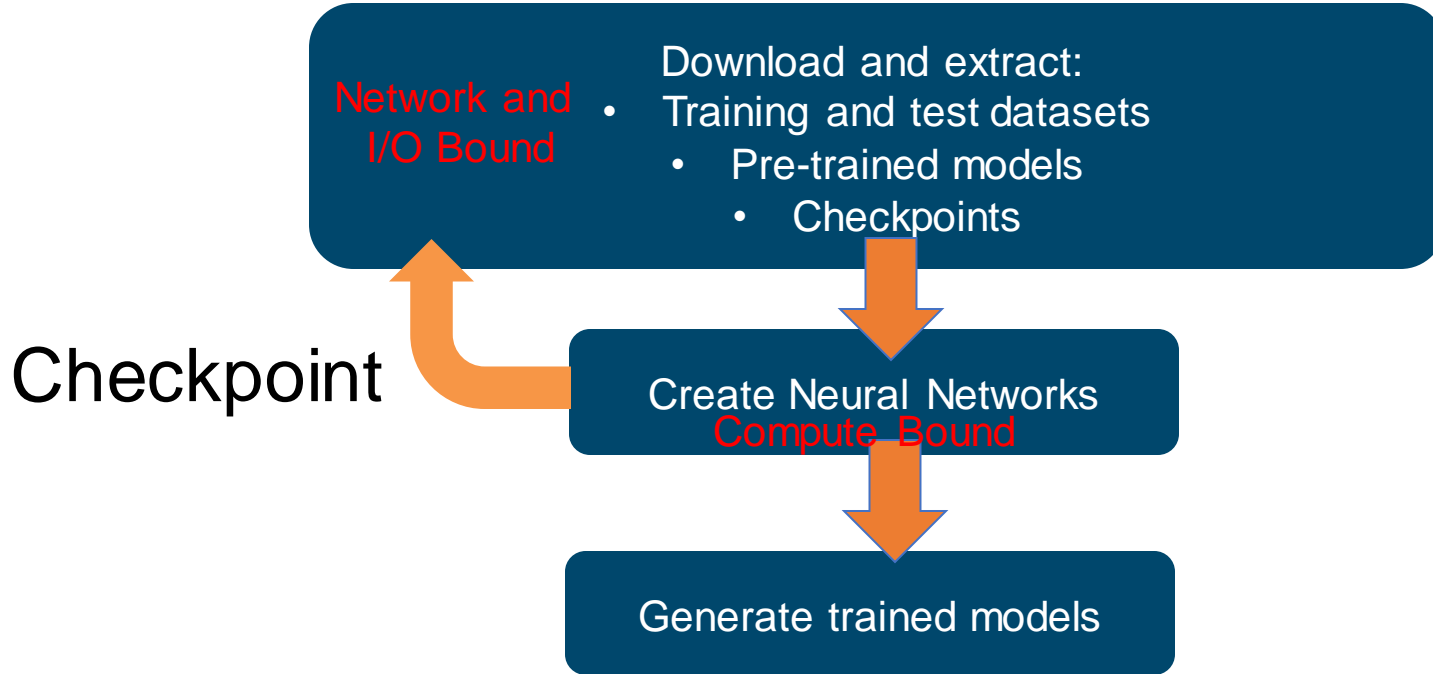 Network and
I/O Bound
Download and extract:
• Training and test datasets
• Pre-trained models
• Checkpoints
Checkpoint
Create Neural Networks
Compute Bound
Generate trained models